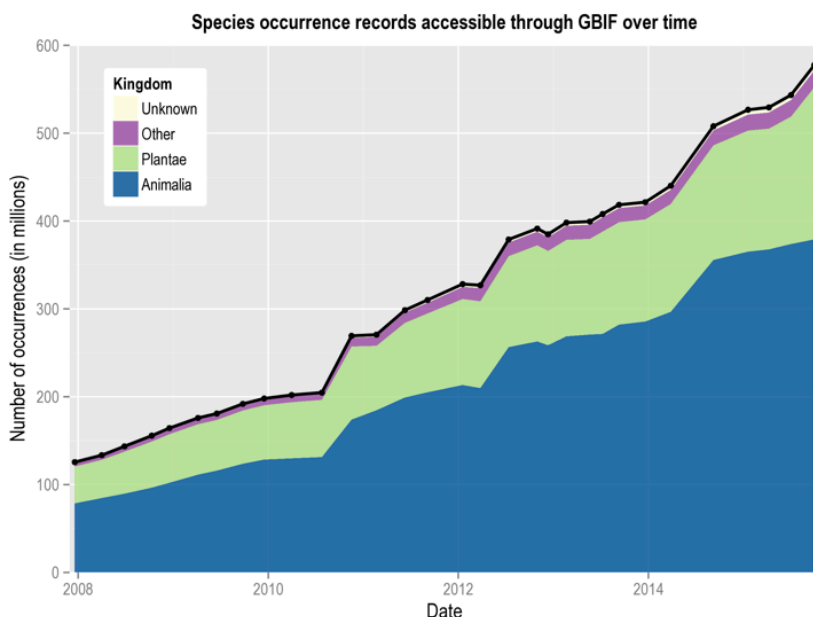 Species occurrence records accessible through GBIF over time
600
500
400
300
200
100
0
Number of occurrences (in millions)
Kingdom
Unknown
Other
Plantae
Animalia
2008
2010
2012
2014
Date